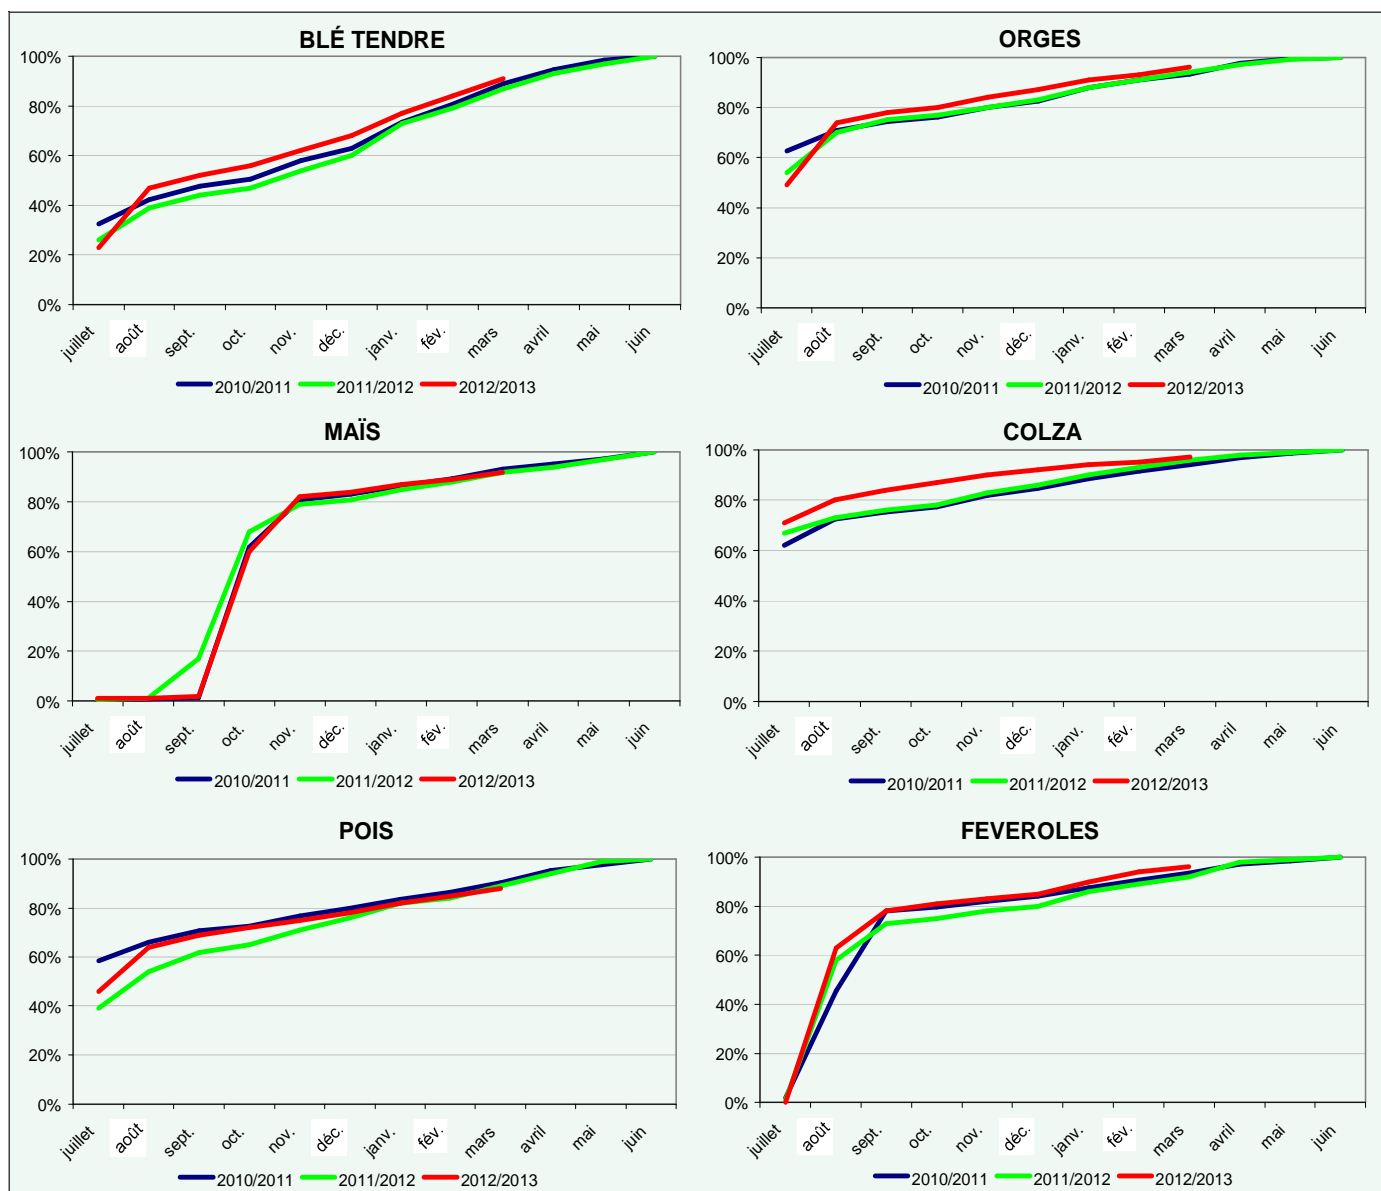 BLÉ TENDRE
100%
80%
60%
40%
20%
0%
juillet
août
sept.
oct.
nov.
déc.
janv.
fév.
mars
avril
mai
juin
2010/2011 2011/2012 2012/2013
ORGES
100%
80%
60%
40%
20%
0%
juillet
août
sept.
oct.
nov.
déc.
janv.
fév.
mars
avril
mai
juin
2010/2011 2011/2012 2012/2013
MAÏS
100%
80%
60%
40%
20%
0%
juillet
août
sept.
oct.
nov.
déc.
janv.
fév.
mars
avril
mai
juin
2010/2011 2011/2012 2012/2013
COLZA
100%
80%
60%
40%
20%
0%
juillet
août
sept.
oct.
nov.
déc.
janv.
fév.
mars
avril
mai
juin
2010/2011 2011/2012 2012/2013
POIS
100%
80%
60%
40%
20%
0%
juillet
août
sept.
oct.
nov.
déc.
janv.
fév.
mars
avril
mai
juin
2010/2011 2011/2012 2012/2013
FEVEROLES
100%
80%
60%
40%
20%
0%
juillet
août
sept.
oct.
nov.
déc.
janv.
fév.
mars
avril
mai
juin
2010/2011 2011/2012 2012/2013